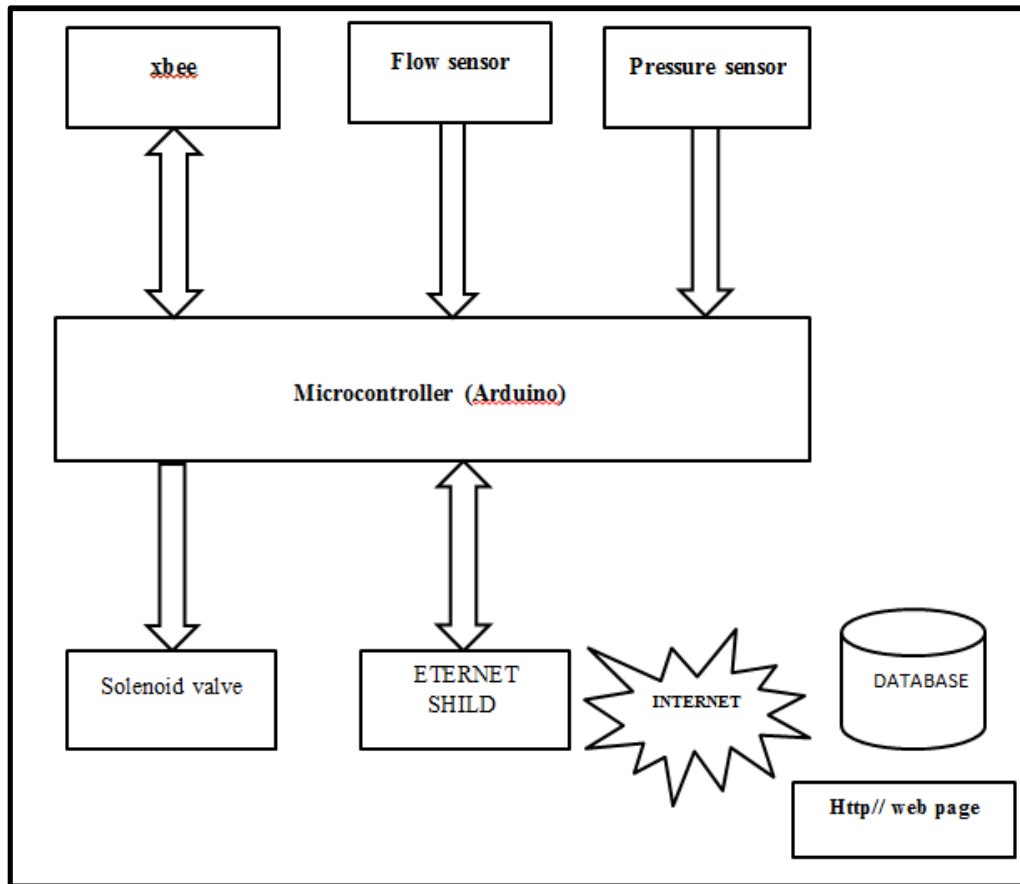 xbee
Flow sensor
Pressure sensor
Microcontroller (Arduino)
Solenoid valve
ETERNET
SHILD
INTERNET
DATABASE
Http// web page